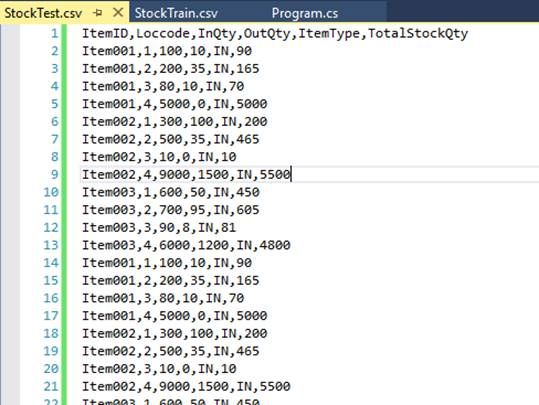 StockTest.csv StockTrain.csv Program.cs
1 ItemID,Loccode,InQty,OutQty,ItemType,TotalStockQty
2 Item001,1,100,10,IN,90
3 Item001,2,200,35,IN,165
4 Item001,3,80,10,IN,70
5 Item001,4,5000,0,IN,5000
6 Item002,1,300,100,IN,200
7 Item002,2,500,35,IN,465
8 Item002,3,10,0,IN,10
9 Item002,4,9000,1500,IN,5500
10 Item003,1,600,50,IN,450
11 Item003,2,700,95,IN,605
12 Item003,3,90,8,IN,81
13 Item003,4,6000,1200,IN,4800
14 Item001,1,100,10,IN,90
15 Item001,2,200,35,IN,165
16 Item001,3,80,10,IN,70
17 Item001,4,5000,0,IN,5000
18 Item002,1,300,100,IN,200
19 Item002,2,500,35,IN,465
20 Item002,3,10,0,IN,10
21 Item002,4,9000,1500,IN,5500
22 Item003,1,600,50,IN,450